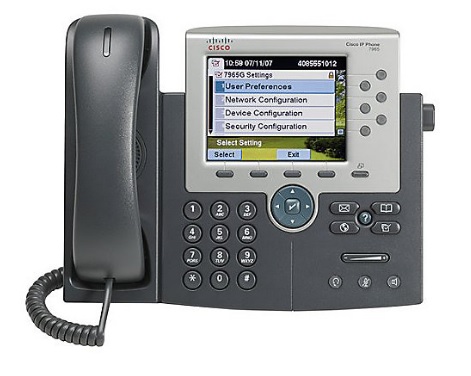 CISCO
Cisco IP Phone
7965
10:59 07/11/07 4085551012
7965G Settings
User Preferences
Network Configuration
Device Configuration
Security Configuration
Select Setting
Select Exit
1 2 ABC 3 DEF
4 GHI 5 JKL 6 MNO
7 PQRS 8 TUV 9 WXYZ
* 0 #
?